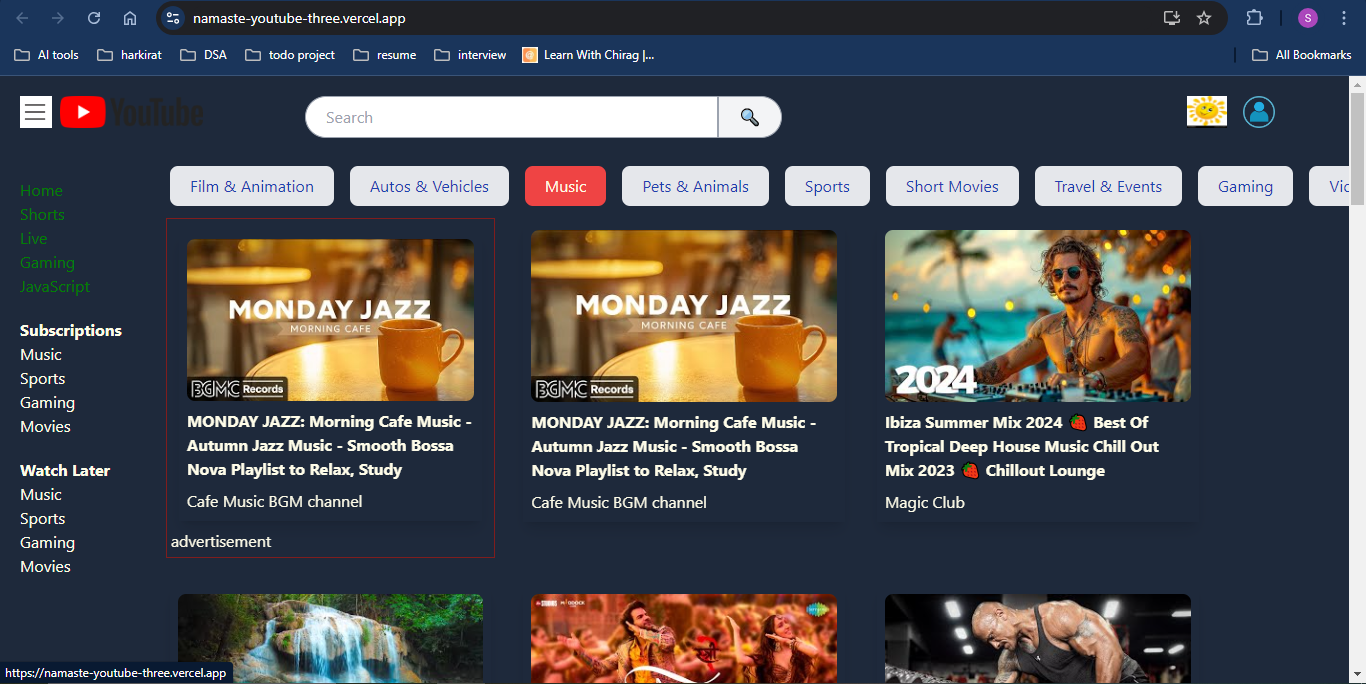 namaste-youtube-three.vercel.app
S
AI tools
harkirat
DSA
todo project
resume
interview
Learn With Chirag |...
All Bookmarks
YouTube
Search
Film & Animation
Autos & Vehicles
Music
Pets & Animals
Sports
Short Movies
Travel & Events
Gaming
Vic
Home
Shorts
Live
Gaming
JavaScript
Subscriptions
Music
Sports
Gaming
Movies
Watch Later
Music
Sports
Gaming
Movies
MONDAY JAZZ
MORNING CAFE
BGMC Records
MONDAY JAZZ: Morning Cafe Music -
Autumn Jazz Music - Smooth Bossa
Nova Playlist to Relax, Study
Cafe Music BGM channel
advertisement
MONDAY JAZZ
MORNING CAFE
BGMC Records
MONDAY JAZZ: Morning Cafe Music -
Autumn Jazz Music - Smooth Bossa
Nova Playlist to Relax, Study
Cafe Music BGM channel
2024
Ibiza Summer Mix 2024 🍓 Best Of
Tropical Deep House Music Chill Out
Mix 2023 🍓 Chillout Lounge
Magic Club
https://namaste-youtube-three.vercel.app